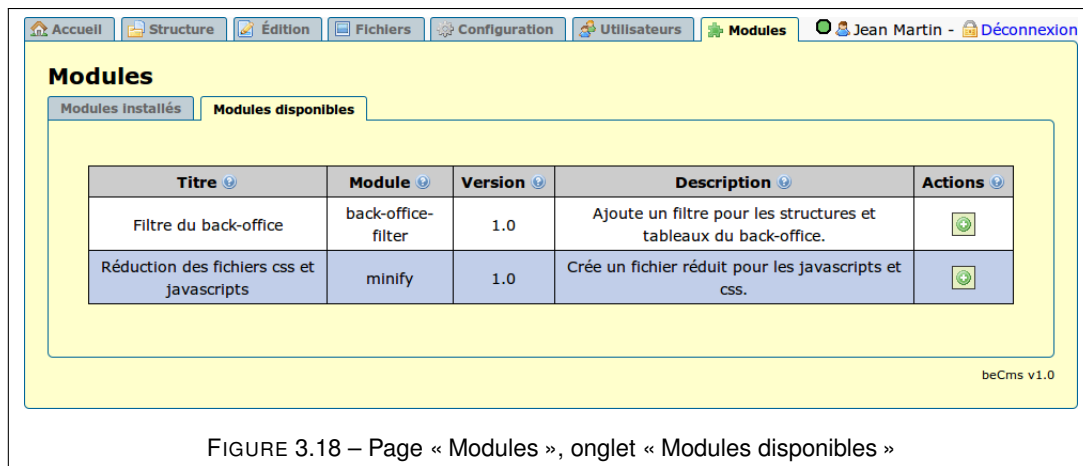 Accueil Structure Édition Fichiers Configuration Utilisateurs Modules Jean Martin - Déconnexion
Modules
Modules installés Modules disponibles
Titre Module Version Description Actions
Filtre du back-office back-office-filter 1.0 Ajoute un filtre pour les structures et tableaux du back-office.
Réduction des fichiers css et javascripts minify 1.0 Crée un fichier réduit pour les javascripts et css.
beCms v1.0
FIGURE 3.18 – Page « Modules », onglet « Modules disponibles »